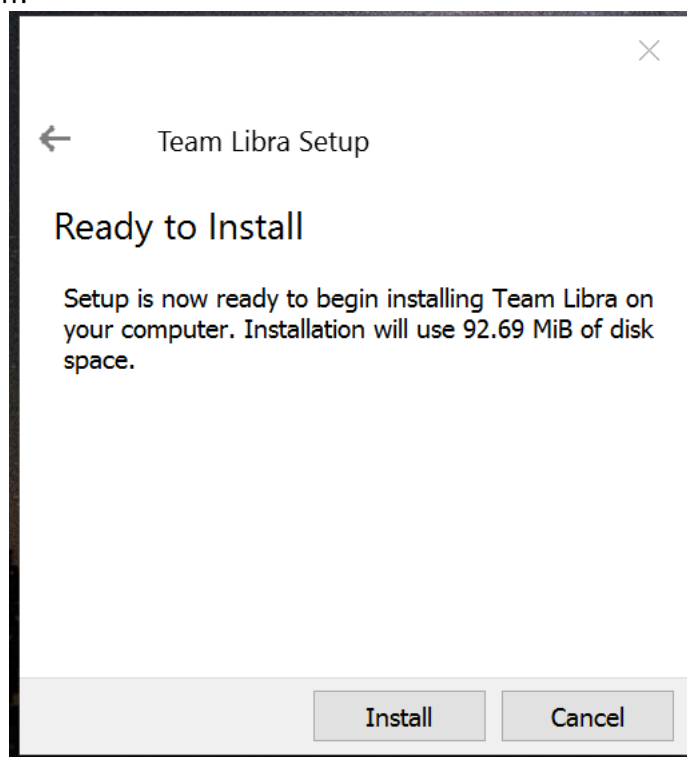 Team Libra Setup
Ready to Install
Setup is now ready to begin installing Team Libra on
your computer. Installation will use 92.69 MiB of disk
space.
Install
Cancel